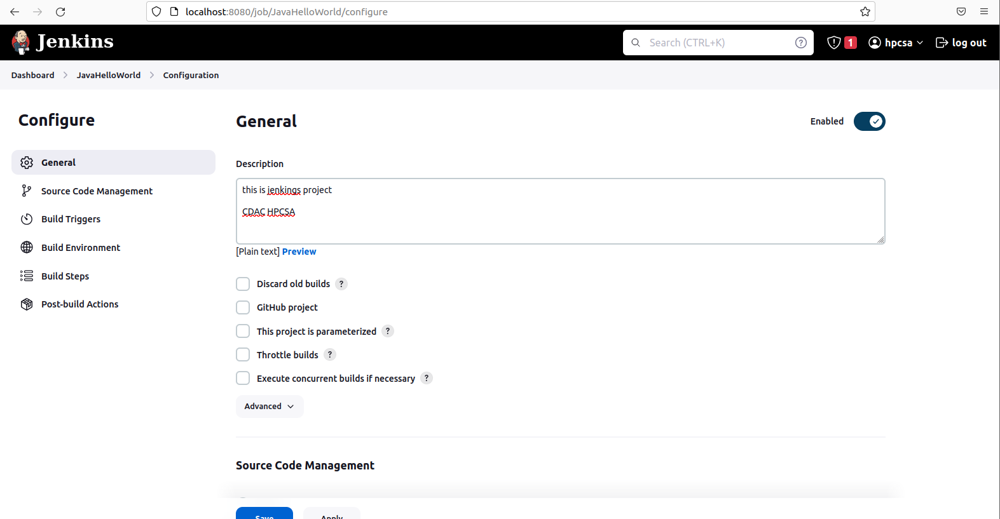 localhost:8080/job/JavaHelloWorld/configure
Jenkins
Search (CTRL+K)
?
1
hpcsa
log out
Dashboard > JavaHelloWorld > Configuration
Configure
General
Source Code Management
Build Triggers
Build Environment
Build Steps
Post-build Actions
General
Enabled
Description
this is jenkings project
CDAC HPCSA
[Plain text] Preview
Discard old builds ?
GitHub project
This project is parameterized ?
Throttle builds ?
Execute concurrent builds if necessary ?
Advanced
Source Code Management
Save
Apply